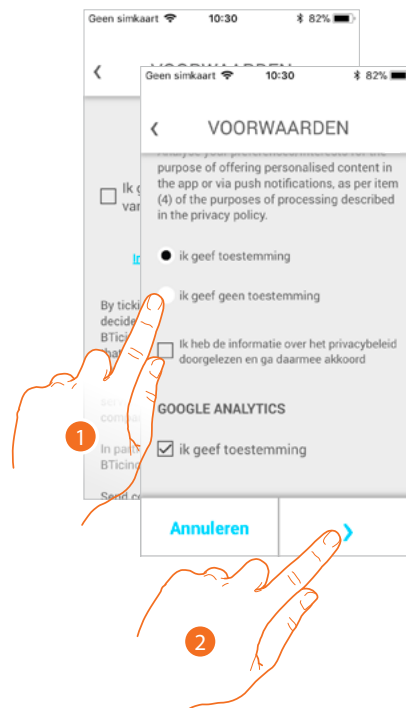 Geen simkaart 10:30 82%
Geen simkaart 10:30 82%
VOORWAARDEN
purpose of offering personalised content in
the app or via push notifications, as per item
(4) of the purposes of processing described
in the privacy policy.
ik geef toestemming
ik geef geen toestemming
Ik heb de informatie over het privacybeleid
doorgelezen en ga daarmee akkoord
GOOGLE ANALYTICS
ik geef toestemming
Annuleren
By ticki
decide
BTicino
In
BTicino
1
2